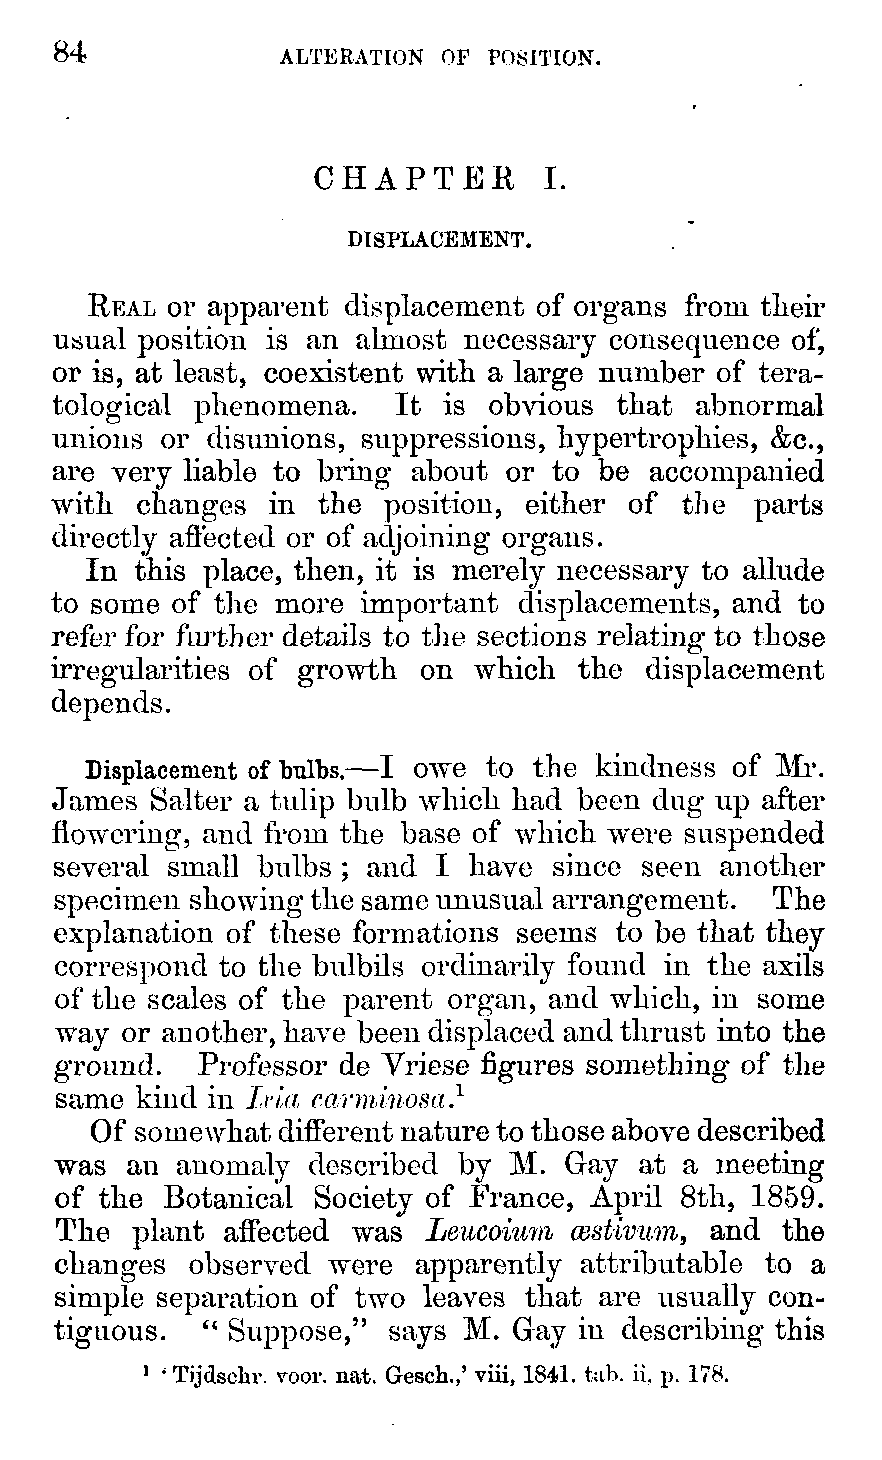 84
ALTERATION OF POSITION.
CHAPTER I.
DISPLACEMENT.
REAL or apparent displacement of organs from their
usual position is an almost necessary consequence of,
or is, at least, coexistent with a large number of tera-
tological phenomena. It is obvious that abnormal
unions or disunions, suppressions, hypertrophies, &c.,
are very liable to bring about or to be accompanied
with changes in the position, either of the parts
directly affected or of adjoining organs.
In this place, then, it is merely necessary to allude
to some of the more important displacements, and to
refer for further details to the sections relating to those
irregularities of growth on which the displacement
depends.
Displacement of bulbs.—I owe to the kindness of Mr.
James Salter a tulip bulb which had been dug up after
flowering, and from the base of which were suspended
several small bulbs ; and I have since seen another
specimen showing the same unusual arrangement. The
explanation of these formations seems to be that they
correspond to the bulbils ordinarily found in the axils
of the scales of the parent organ, and which, in some
way or another, have been displaced and thrust into the
ground. Professor de Vriese figures something of the
same kind in Ixia carminosa.¹
Of somewhat different nature to those above described
was an anomaly described by M. Gay at a meeting
of the Botanical Society of France, April 8th, 1859.
The plant affected was Leucoium æstivum, and the
changes observed were apparently attributable to a
simple separation of two leaves that are usually con-
tiguous. “ Suppose,” says M. Gay in describing this
¹ ‘ Tijdschr. voor. nat. Gesch.,’ viii, 1841. tab. ii, p. 178.